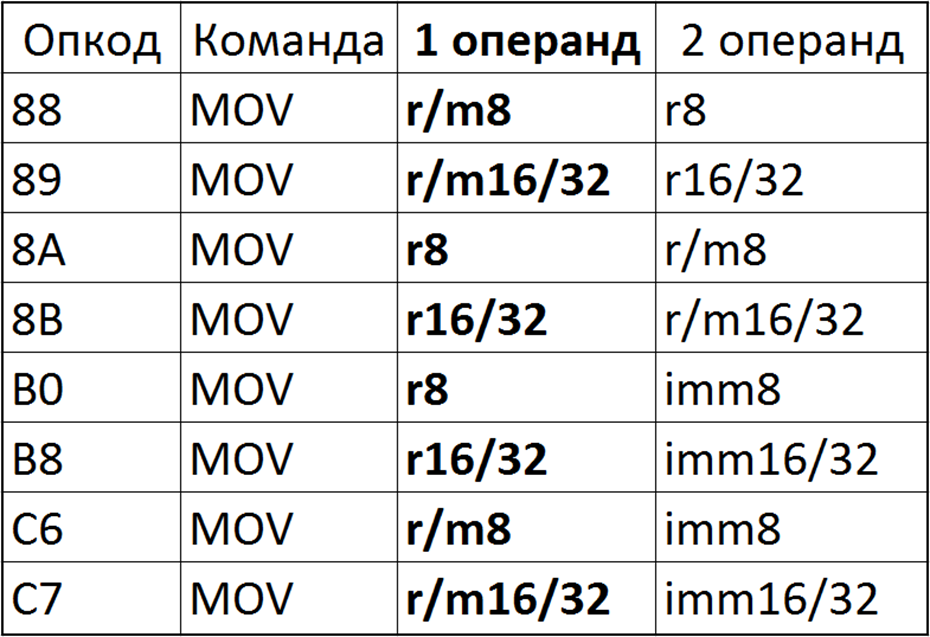 Опкод Команда 1 операнд 2 операнд
88 MOV r/m8 r8
89 MOV r/m16/32 r16/32
8A MOV r8 r/m8
8B MOV r16/32 r/m16/32
B0 MOV r8 imm8
B8 MOV r16/32 imm16/32
C6 MOV r/m8 imm8
C7 MOV r/m16/32 imm16/32